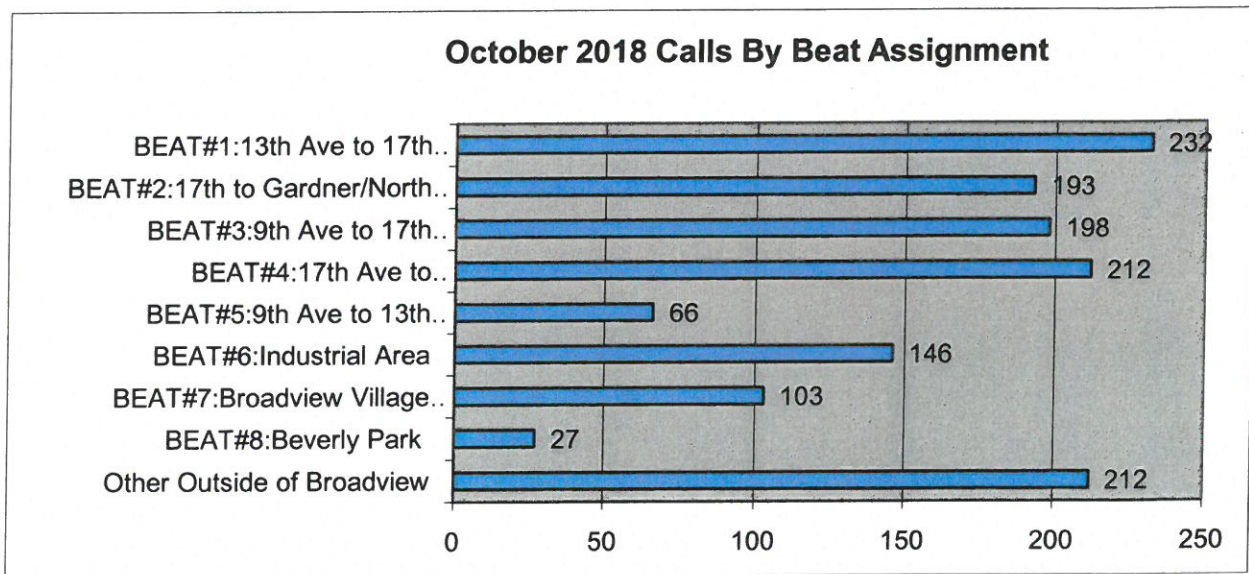 October 2018 Calls By Beat Assignment
BEAT#1:13th Ave to 17th.. 232
BEAT#2:17th to Gardner/North.. 193
BEAT#3:9th Ave to 17th.. 198
BEAT#4:17th Ave to.. 212
BEAT#5:9th Ave to 13th.. 66
BEAT#6:Industrial Area 146
BEAT#7:Broadview Village.. 103
BEAT#8:Beverly Park 27
Other Outside of Broadview 212
0 50 100 150 200 250